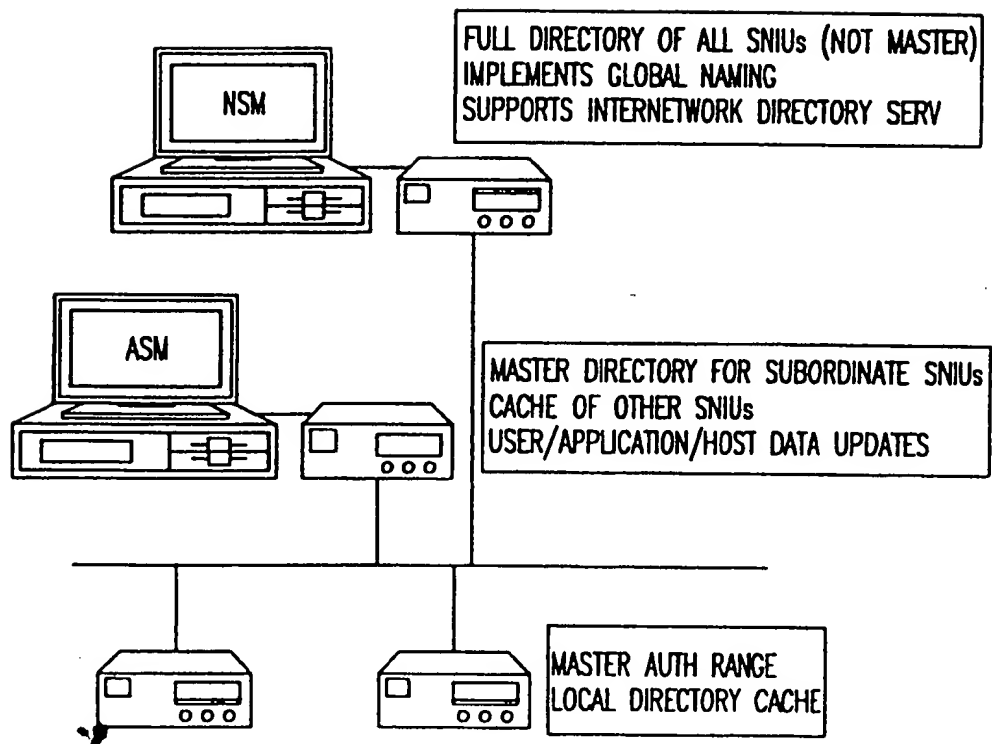 FULL DIRECTORY OF ALL SNIUs (NOT MASTER)
IMPLEMENTS GLOBAL NAMING
SUPPORTS INTERNETWORK DIRECTORY SERV
NSM
ASM
MASTER DIRECTORY FOR SUBORDINATE SNIUs
CACHE OF OTHER SNIUs
USER/APPLICATION/HOST DATA UPDATES
MASTER AUTH RANGE
LOCAL DIRECTORY CACHE